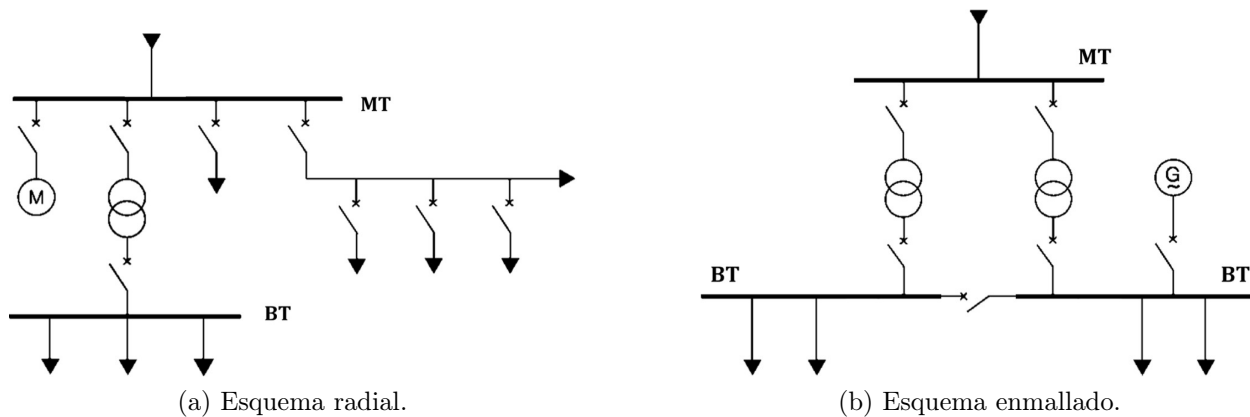 MT
M
BT
(a) Esquema radial.
MT
G
~
BT
BT
(b) Esquema enmallado.